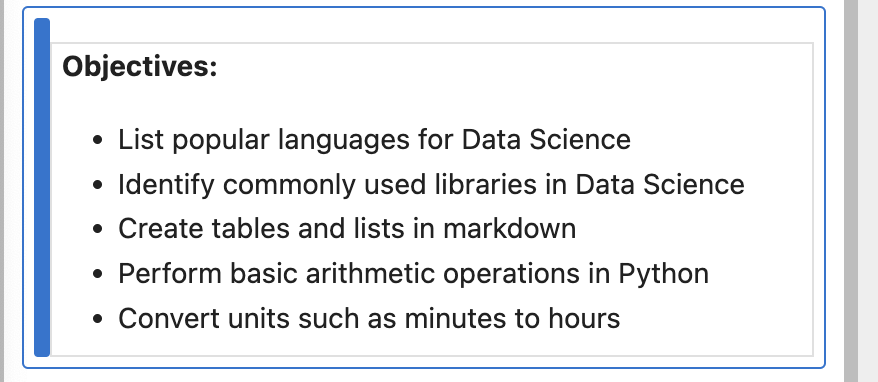 Objectives:
• List popular languages for Data Science
• Identify commonly used libraries in Data Science
• Create tables and lists in markdown
• Perform basic arithmetic operations in Python
• Convert units such as minutes to hours